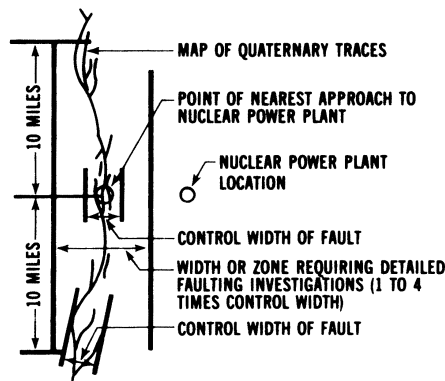 MAP OF QUATERNARY TRACES
10 MILES
POINT OF NEAREST APPROACH TO
NUCLEAR POWER PLANT
NUCLEAR POWER PLANT
LOCATION
CONTROL WIDTH OF FAULT
10 MILES
WIDTH OR ZONE REQUIRING DETAILED
FAULTING INVESTIGATIONS (1 TO 4
TIMES CONTROL WIDTH)
CONTROL WIDTH OF FAULT